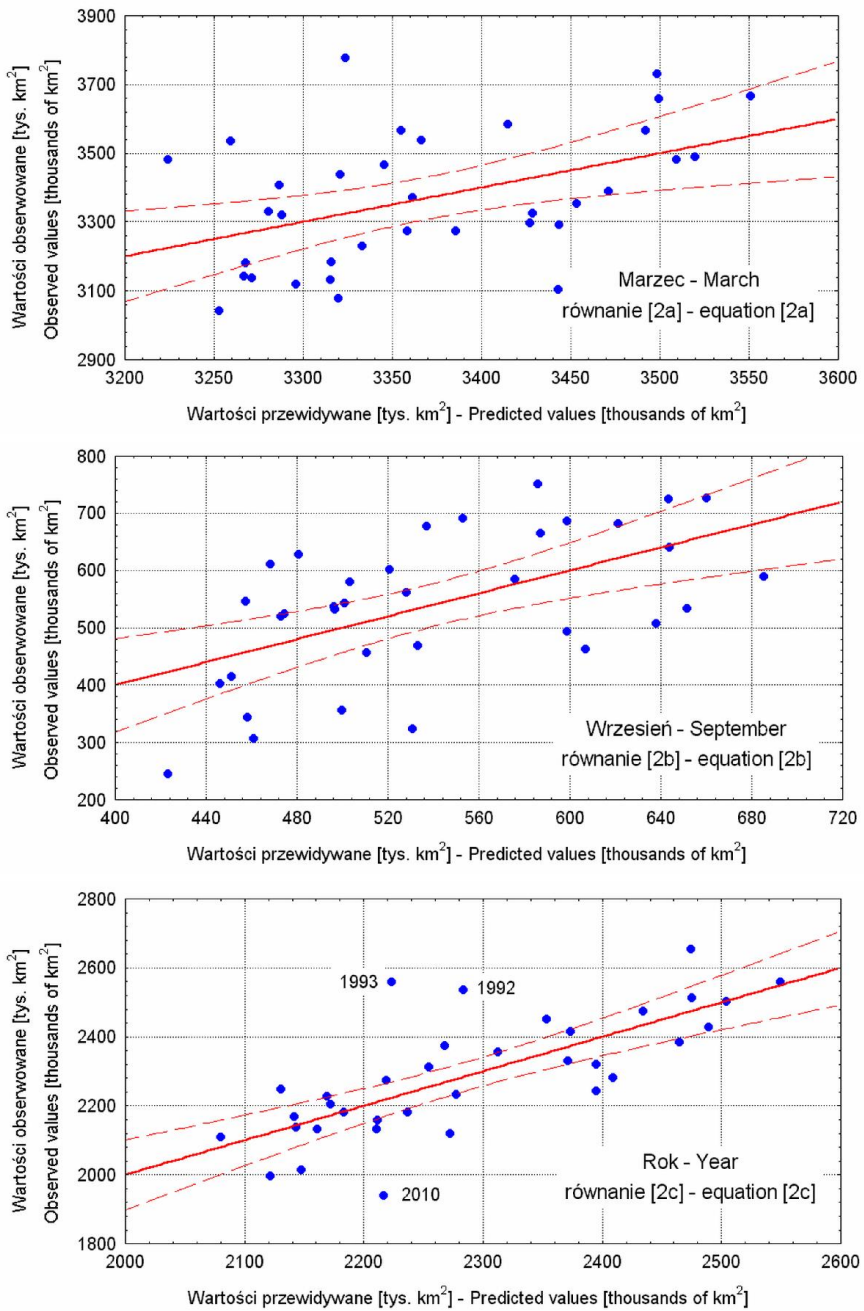 Wartości obserwowane [tys. km²]
Observed values [thousands of km²]
3900
3700
3500
3300
3100
2900
Marzec - March
równanie [2a] - equation [2a]
3200 3250 3300 3350 3400 3450 3500 3550 3600
Wartości przewidywane [tys. km²] - Predicted values [thousands of km²]
Wartości obserwowane [tys. km²]
Observed values [thousands of km²]
800
700
600
500
400
300
200
Wrzesień - September
równanie [2b] - equation [2b]
400 440 480 520 560 600 640 680 720
Wartości przewidywane [tys. km²] - Predicted values [thousands of km²]
Wartości obserwowane [tys. km²]
Observed values [thousands of km²]
2800
2600
2400
2200
2000
1800
1993
1992
2010
Rok - Year
równanie [2c] - equation [2c]
2000 2100 2200 2300 2400 2500 2600
Wartości przewidywane [tys. km²] - Predicted values [thousands of km²]